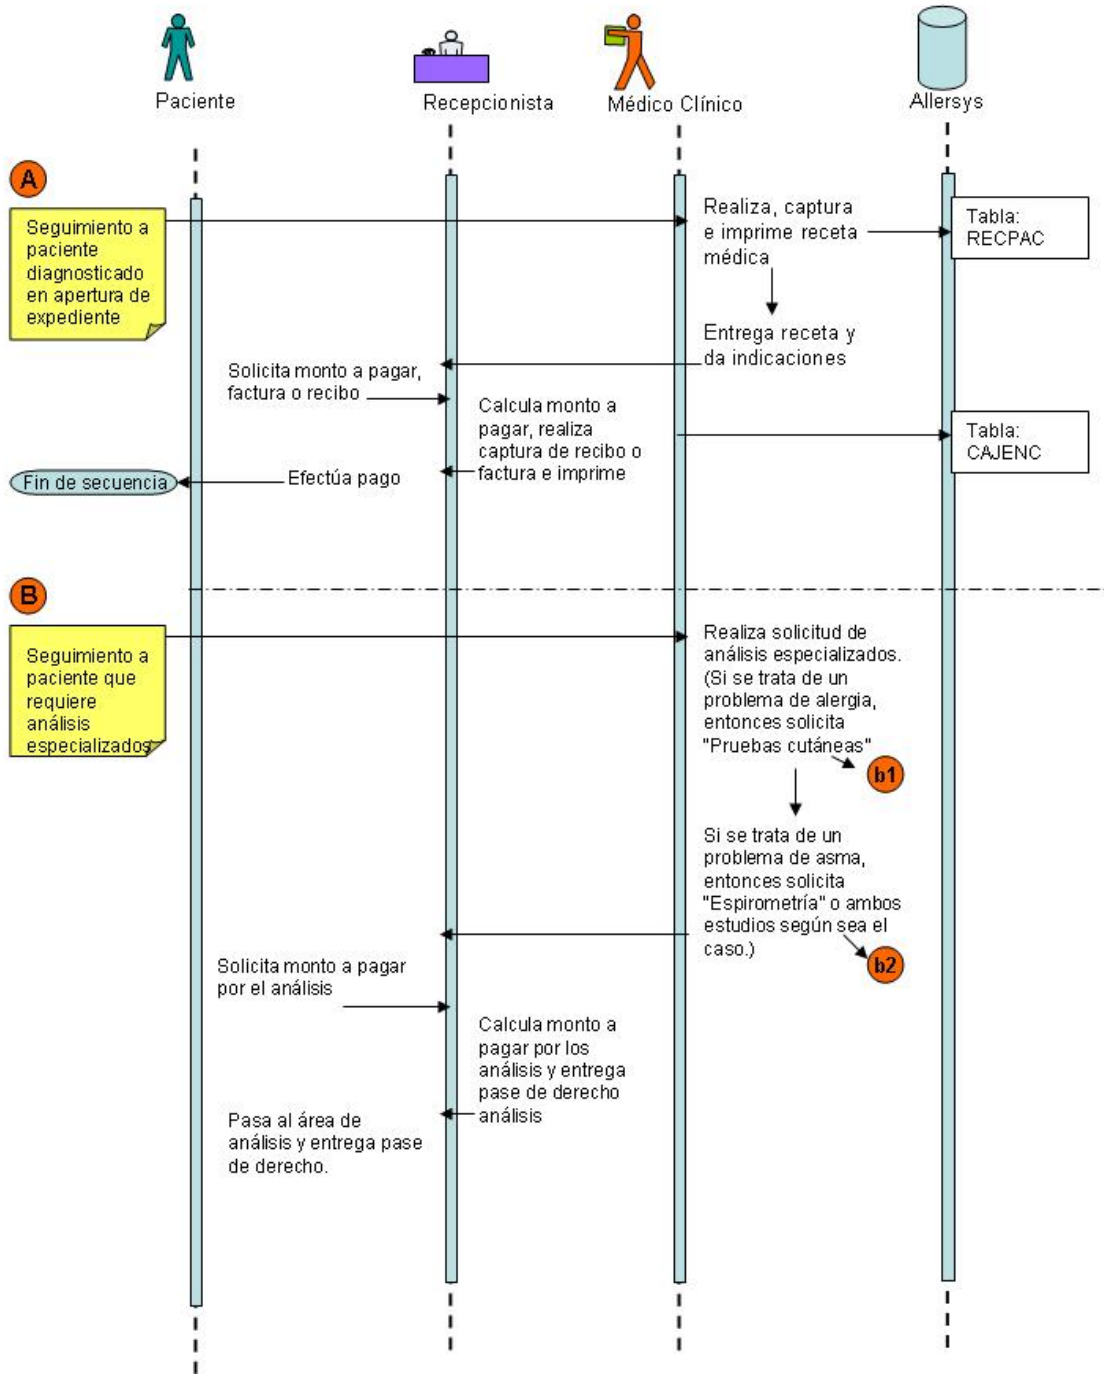 Paciente
Recepcionista
Médico Clínico
Allersys
A
Seguimiento a
paciente
diagnosticado
en apertura de
expediente
Realiza, captura
e imprime receta
médica
Tabla:
RECPAC
Entrega receta y
da indicaciones
Solicita monto a pagar,
factura o recibo
Calcula monto a
pagar, realiza
captura de recibo o
factura e imprime
Tabla:
CAJENC
Efectúa pago
Fin de secuencia
B
Seguimiento a
paciente que
requiere
análisis
especializados
Realiza solicitud de
análisis especializados.
(Si se trata de un
problema de alergia,
entonces solicita
"Pruebas cutáneas"
b1
Si se trata de un
problema de asma,
entonces solicita
"Espirometría" o ambos
estudios según sea el
caso.)
b2
Solicita monto a pagar
por el análisis
Calcula monto a
pagar por los
análisis y entrega
pase de derecho
análisis
Pasa al área de
análisis y entrega pase
de derecho.